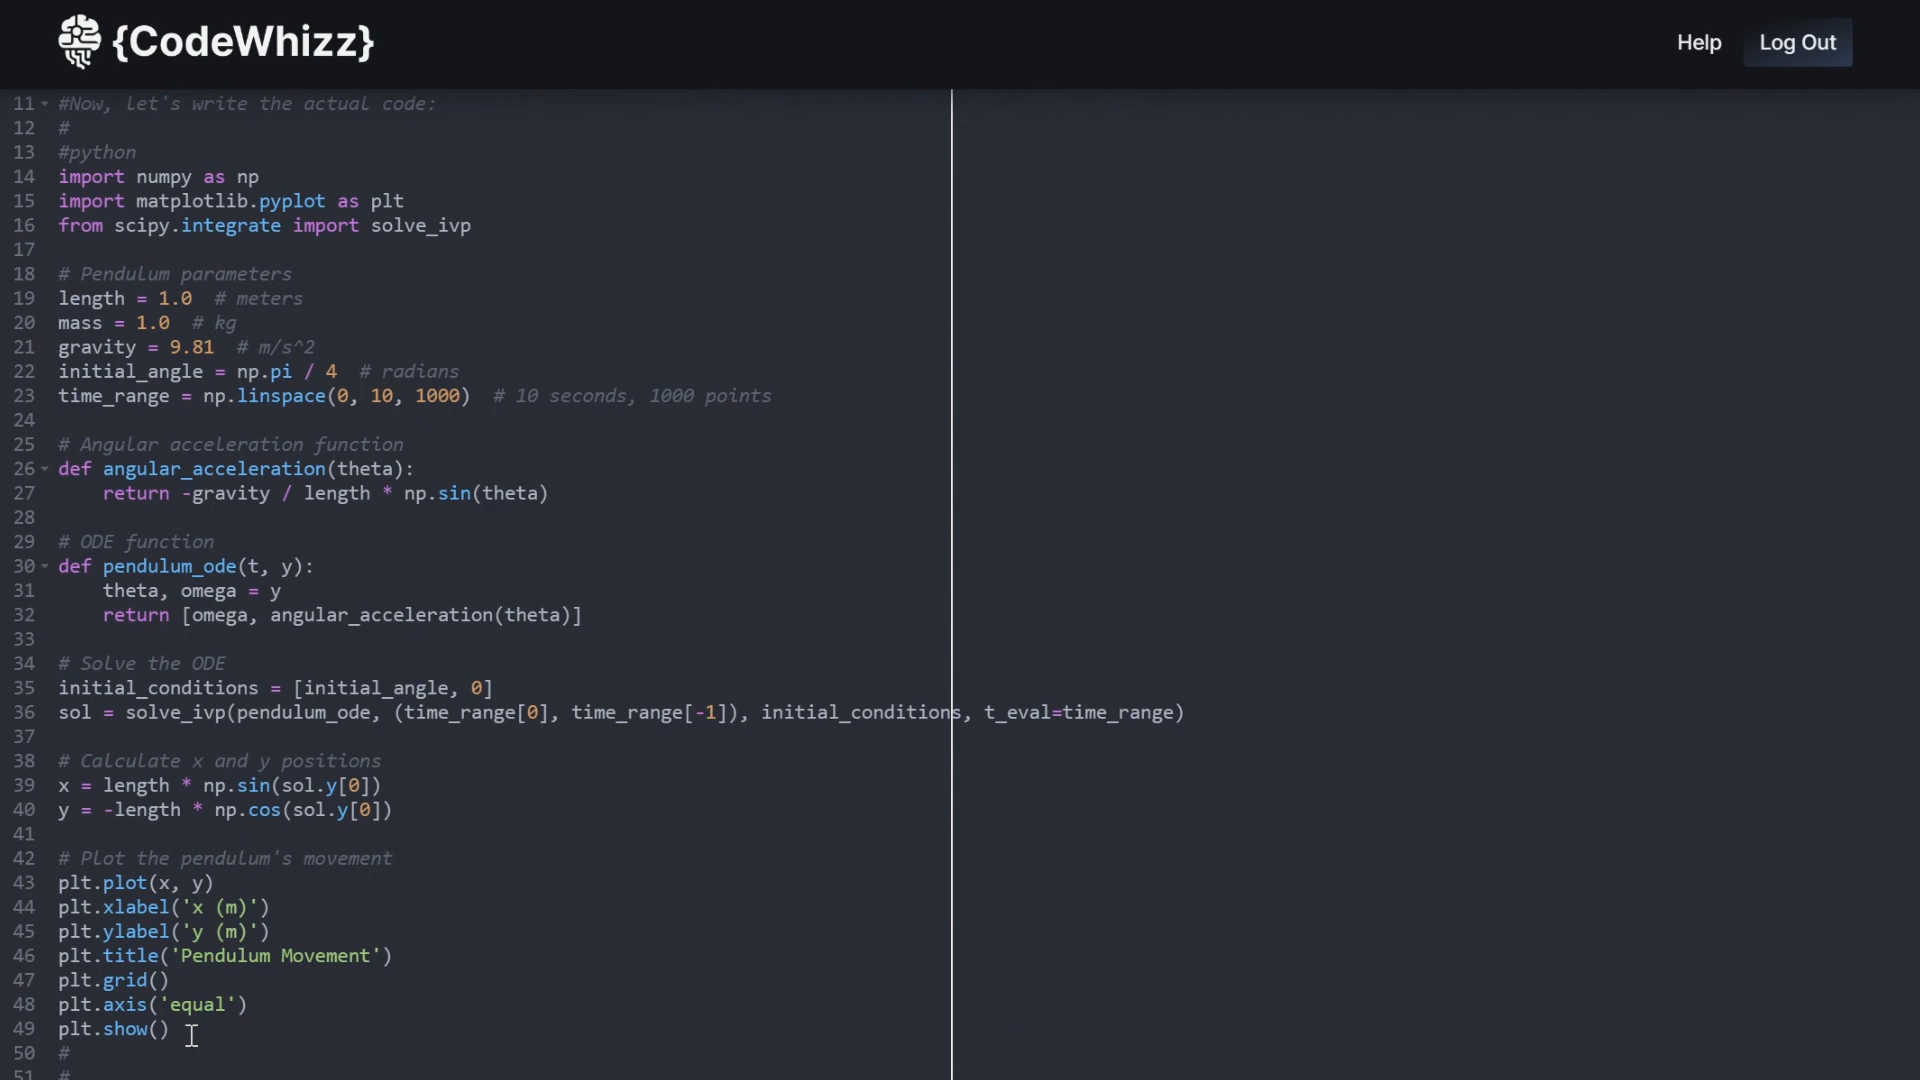 {CodeWhizz}
Help
Log Out
11 #Now, let's write the actual code:
12 #
13 #python
14 import numpy as np
15 import matplotlib.pyplot as plt
16 from scipy.integrate import solve_ivp
17
18 # Pendulum parameters
19 length = 1.0  # meters
20 mass = 1.0  # kg
21 gravity = 9.81  # m/s^2
22 initial_angle = np.pi / 4  # radians
23 time_range = np.linspace(0, 10, 1000)  # 10 seconds, 1000 points
24
25 # Angular acceleration function
26 def angular_acceleration(theta):
27     return -gravity / length * np.sin(theta)
28
29 # ODE function
30 def pendulum_ode(t, y):
31     theta, omega = y
32     return [omega, angular_acceleration(theta)]
33
34 # Solve the ODE
35 initial_conditions = [initial_angle, 0]
36 sol = solve_ivp(pendulum_ode, (time_range[0], time_range[-1]), initial_conditions, t_eval=time_range)
37
38 # Calculate x and y positions
39 x = length * np.sin(sol.y[0])
40 y = -length * np.cos(sol.y[0])
41
42 # Plot the pendulum's movement
43 plt.plot(x, y)
44 plt.xlabel('x (m)')
45 plt.ylabel('y (m)')
46 plt.title('Pendulum Movement')
47 plt.grid()
48 plt.axis('equal')
49 plt.show()
50 #
51 #